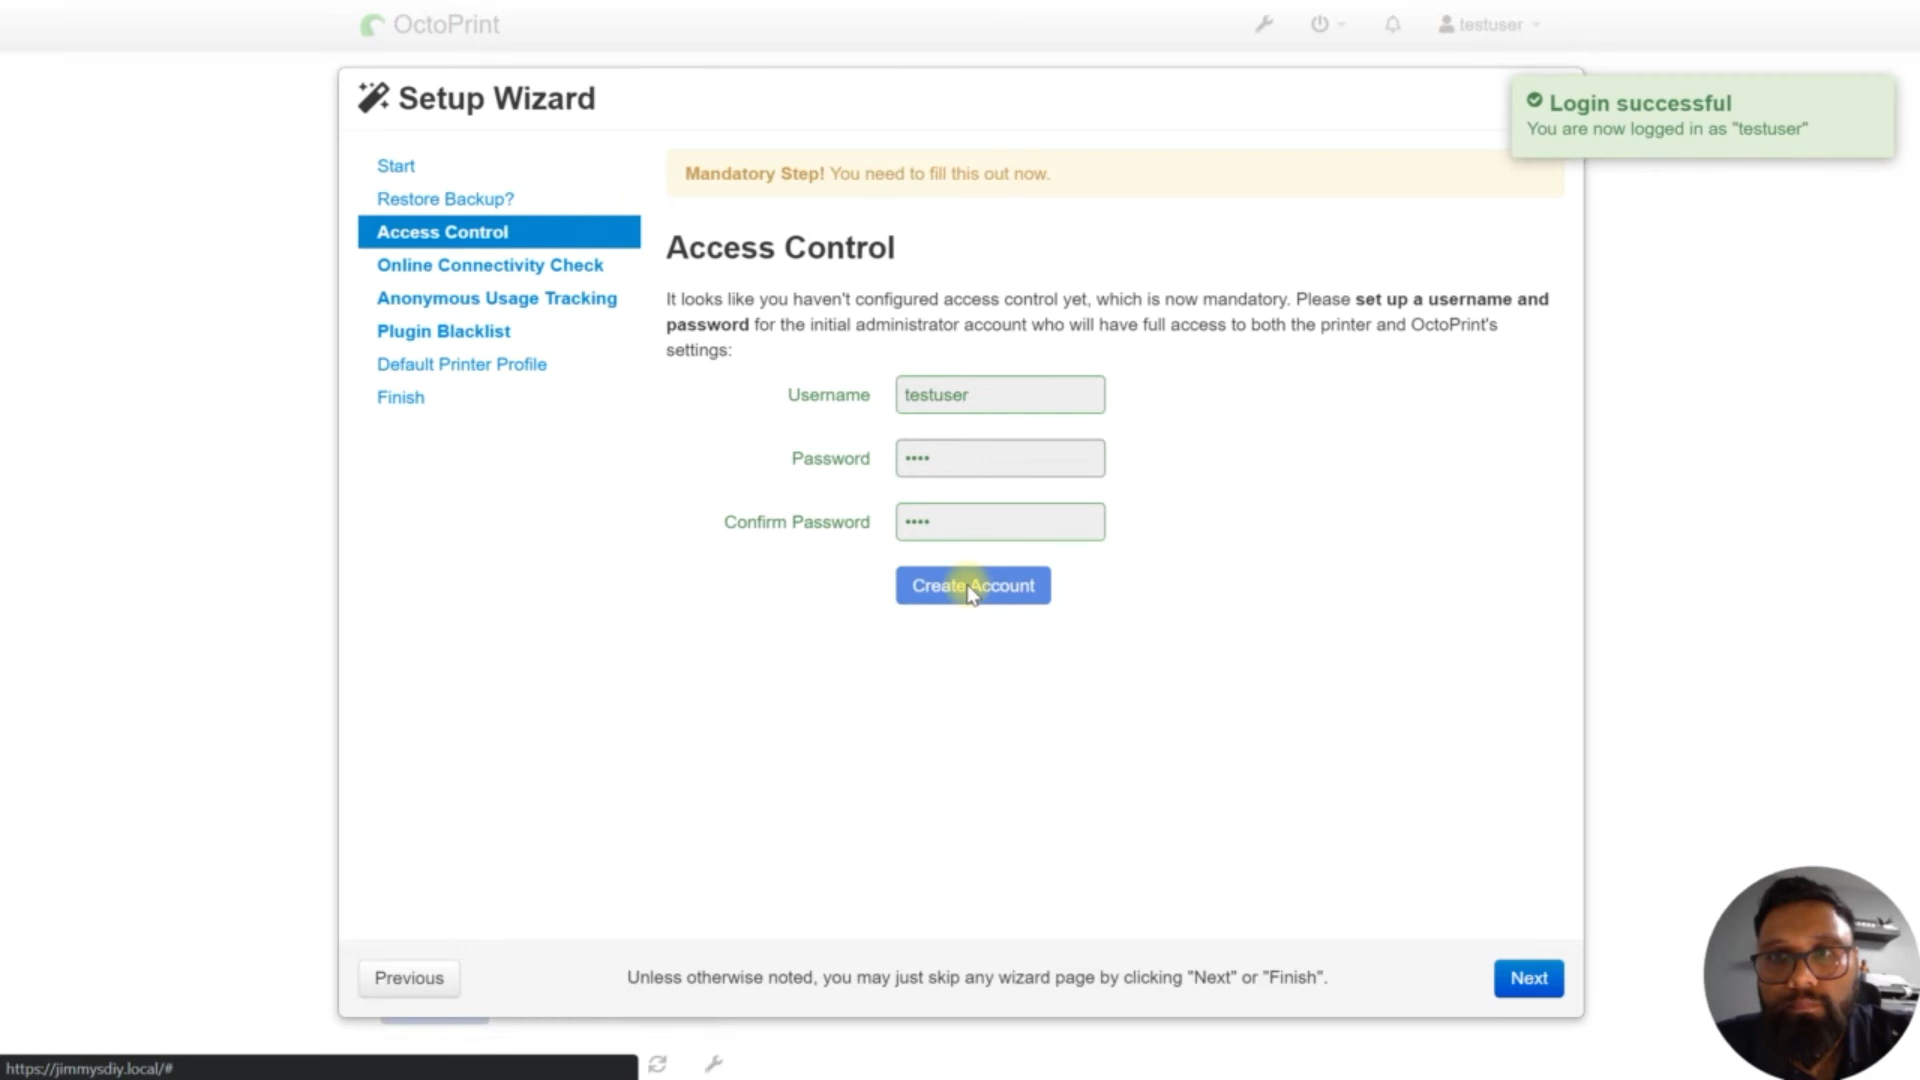 OctoPrint
testuser
Setup Wizard
Login successful
You are now logged in as "testuser"
Start
Restore Backup?
Access Control
Online Connectivity Check
Anonymous Usage Tracking
Plugin Blacklist
Default Printer Profile
Finish
Mandatory Step! You need to fill this out now.
Access Control
It looks like you haven't configured access control yet, which is now mandatory. Please set up a username and
password for the initial administrator account who will have full access to both the printer and OctoPrint's
settings:
Username
testuser
Password
••••
Confirm Password
••••
Create Account
Previous
Unless otherwise noted, you may just skip any wizard page by clicking "Next" or "Finish".
Next
https://jimmysdiy.local/#